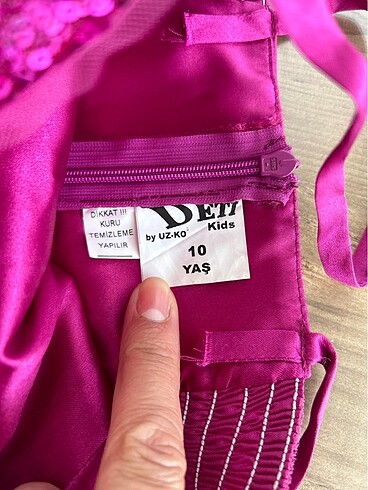 DİKKAT !!!
KURU
TEMİZLEME
YAPILIR
by UZ-KO
Kids
10
YAŞ